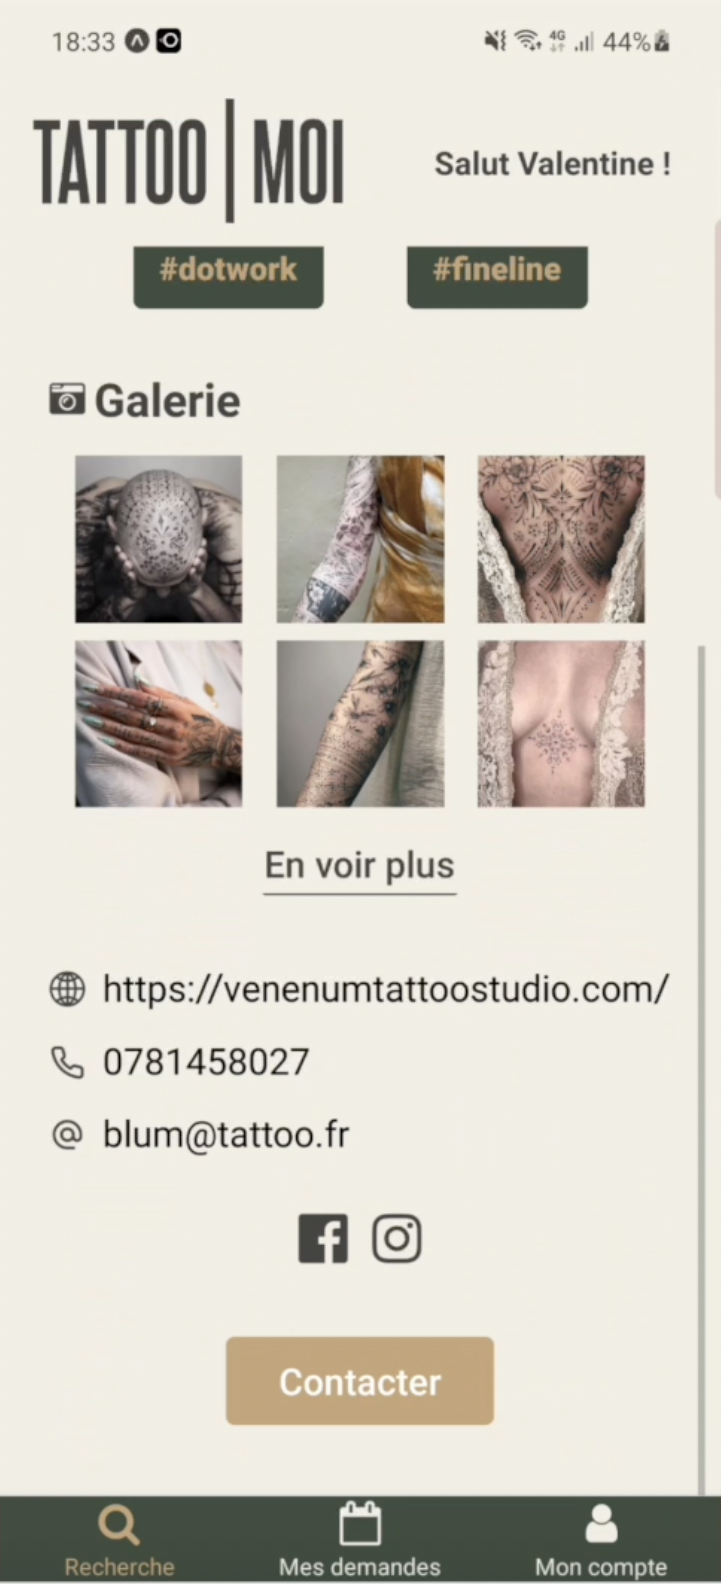 18:33 4G 44%
TATTOO | MOI
Salut Valentine !
#dotwork #fineline
Galerie
En voir plus
https://venenumtattoostudio.com/
0781458027
blum@tattoo.fr
Contacter
Recherche Mes demandes Mon compte